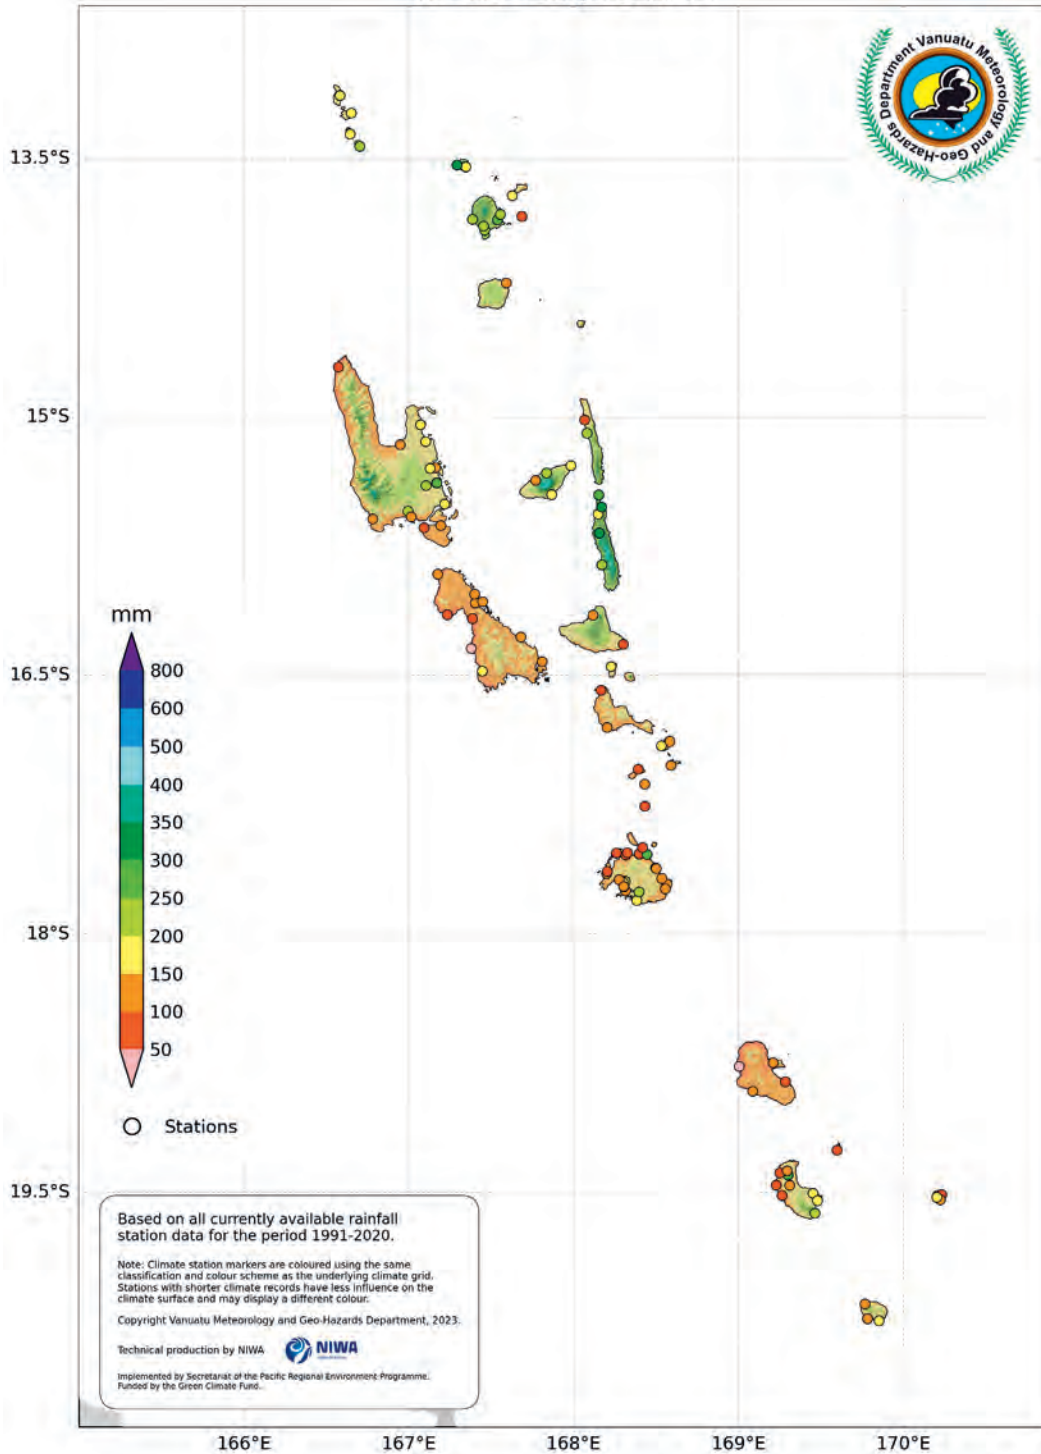 Vanuatu Meteorology and Geo-Hazards Department
13.5°S
15°S
16.5°S
18°S
19.5°S
mm
800
600
500
400
350
300
250
200
150
100
50
Stations
Based on all currently available rainfall
station data for the period 1991-2020.
Note: Climate station markers are coloured using the same
classification and colour scheme as the underlying climate grid.
Stations with shorter climate records have less influence on the
climate surface and may display a different colour.
Copyright Vanuatu Meteorology and Geo-Hazards Department, 2023.
Technical production by NIWA
NIWA
Implemented by Secretariat of the Pacific Regional Environment Programme.
Funded by the Green Climate Fund.
166°E
167°E
168°E
169°E
170°E